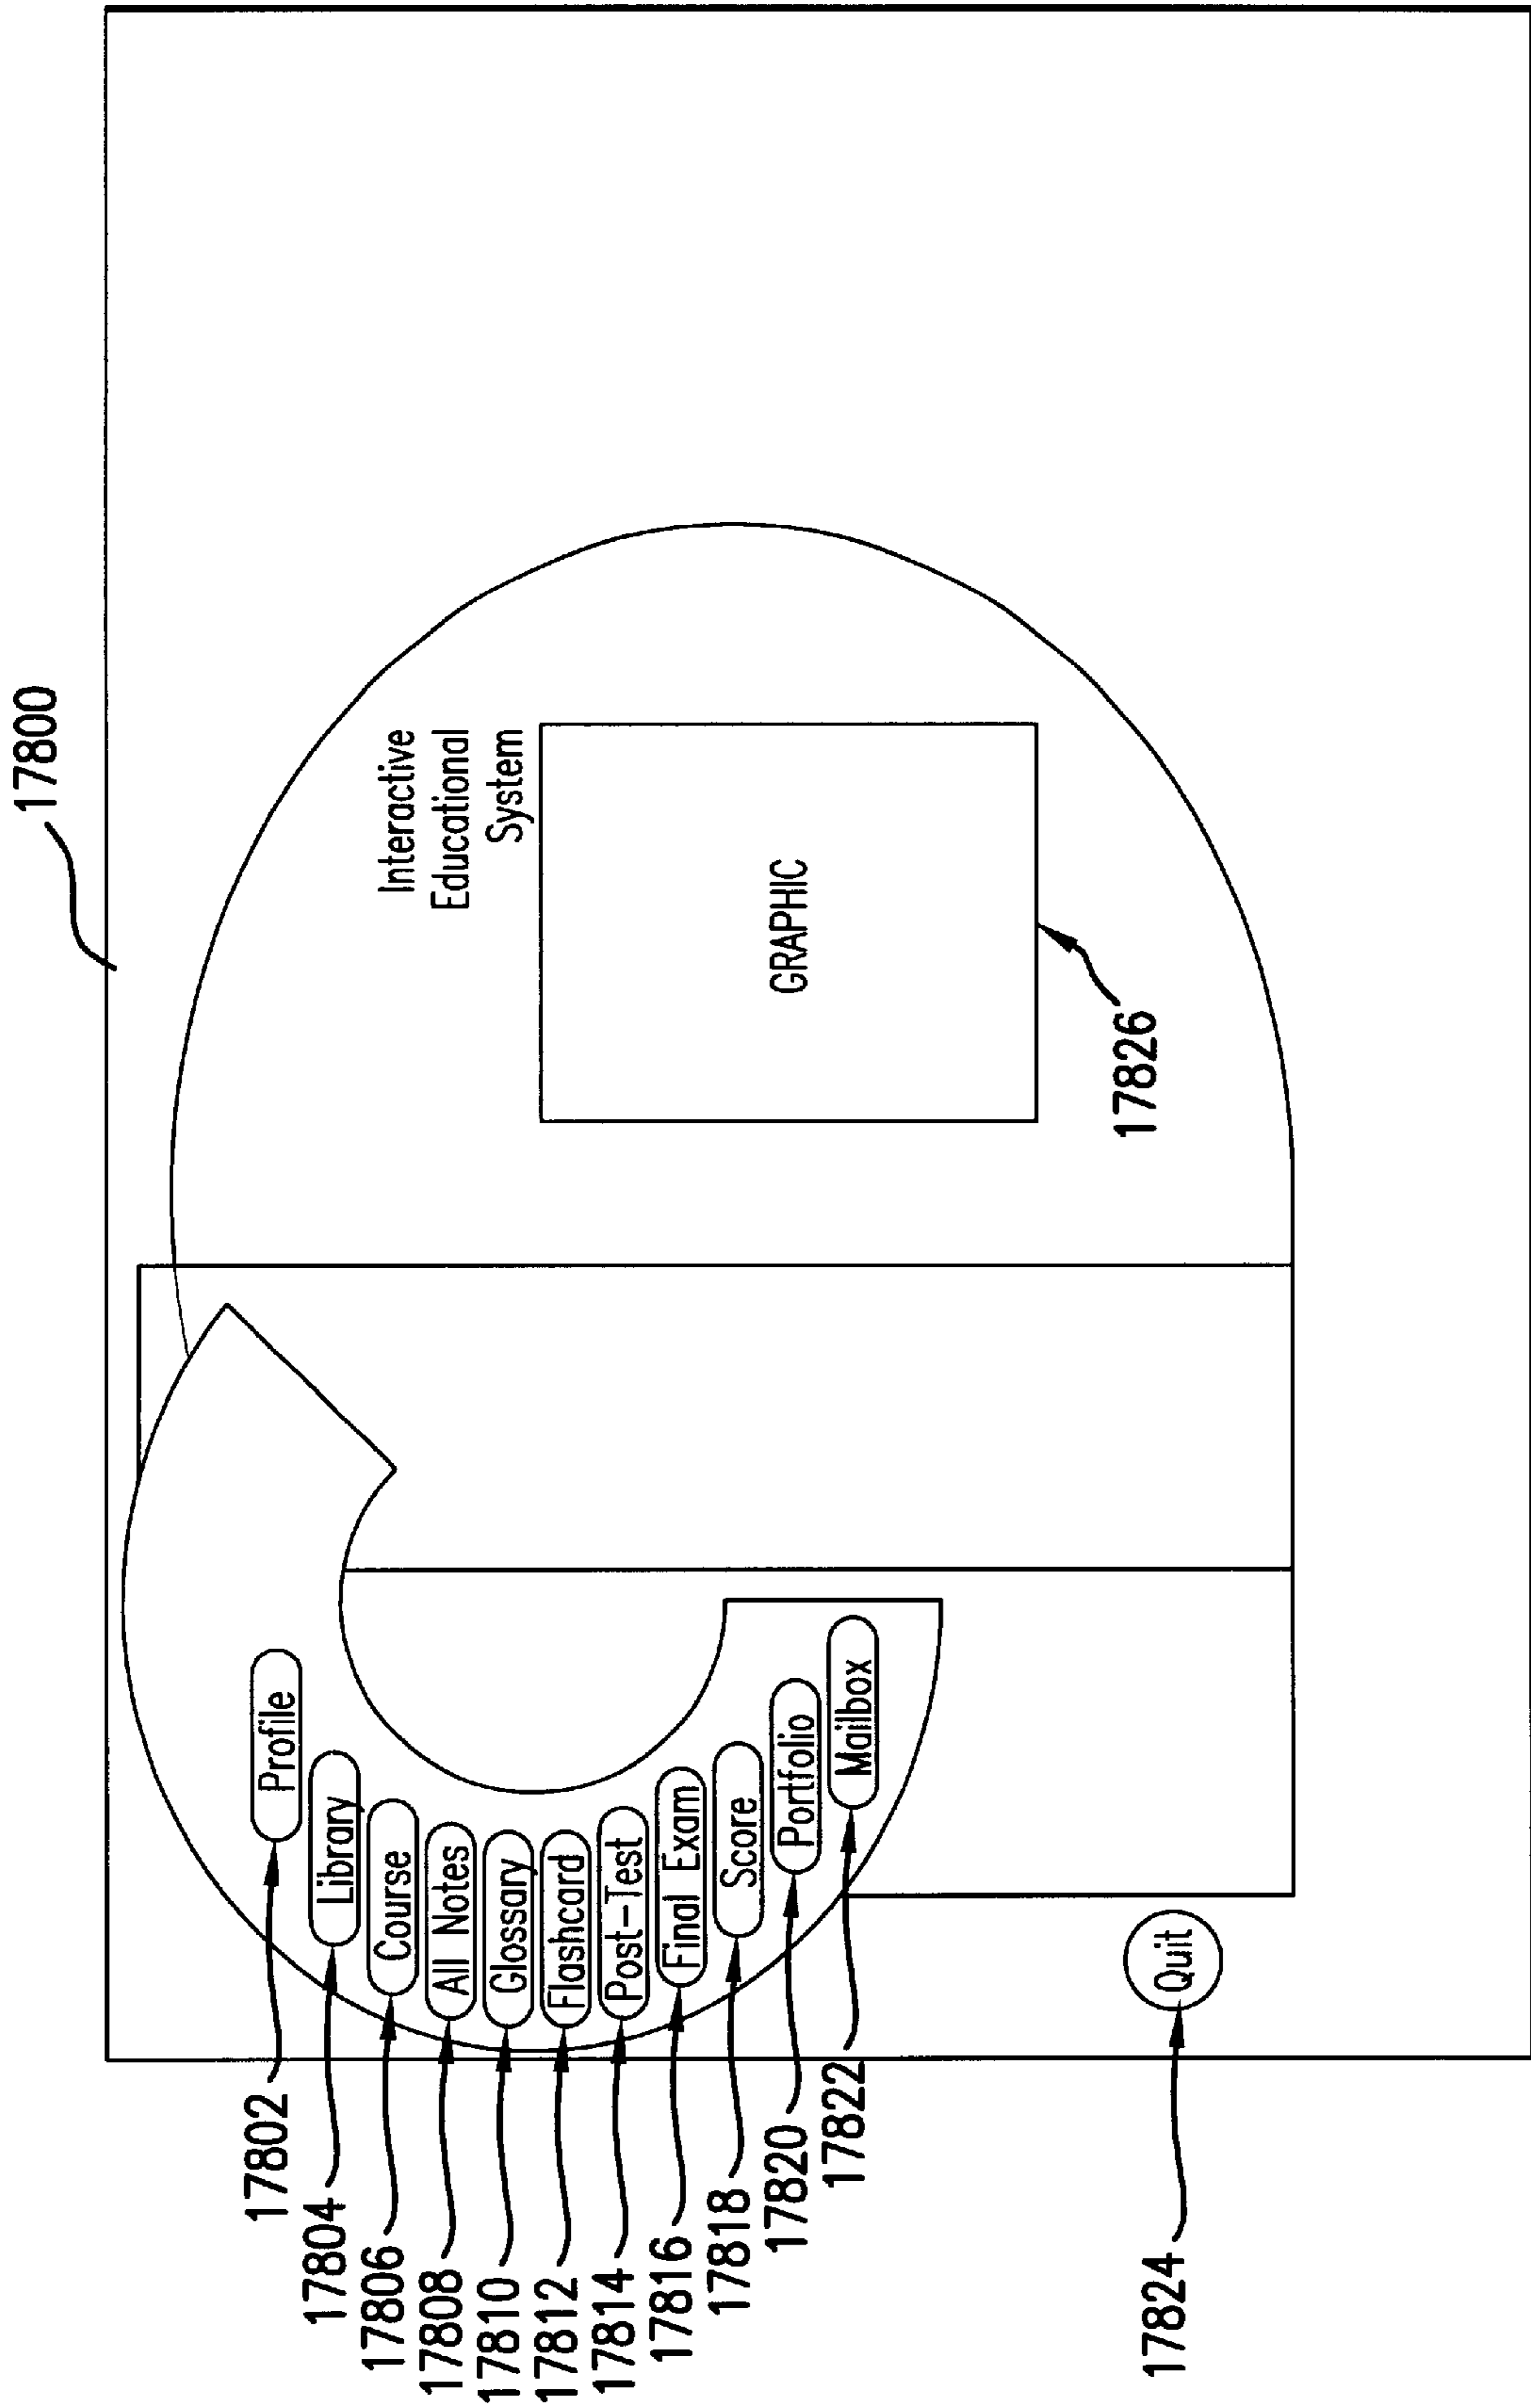 17800
Interactive
Educational
System
GRAPHIC
17826
17802
Profile
17804
Library
17806
Course
17808
All Notes
17810
Glossary
17812
Flashcard
17814
Post-Test
17816
Final Exam
17818
Score
17820
Portfolio
17822
Mailbox
17824
Quit